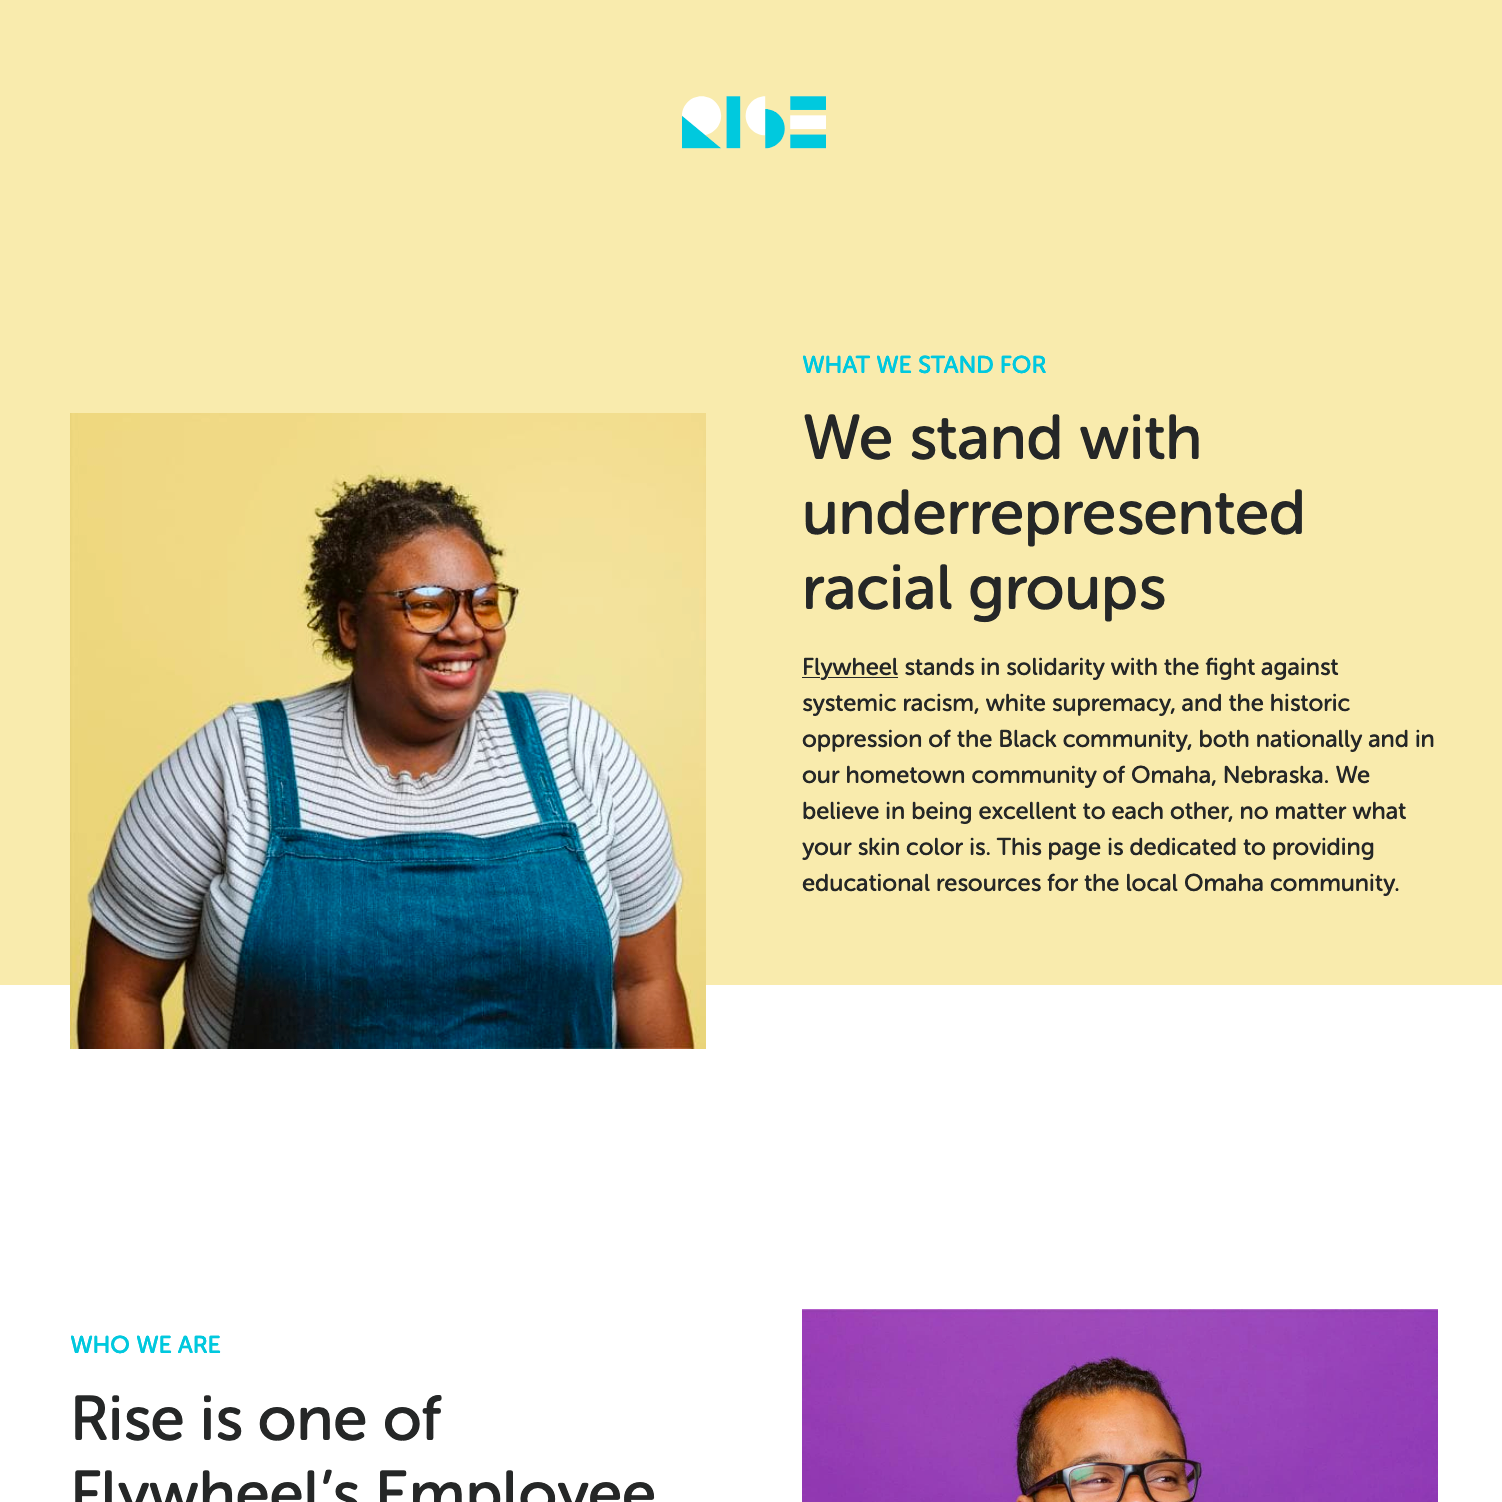 RISE
WHAT WE STAND FOR
We stand with
underrepresented
racial groups
Flywheel stands in solidarity with the fight against
systemic racism, white supremacy, and the historic
oppression of the Black community, both nationally and in
our hometown community of Omaha, Nebraska. We
believe in being excellent to each other, no matter what
your skin color is. This page is dedicated to providing
educational resources for the local Omaha community.
WHO WE ARE
Rise is one of
Flywheel’s Employee